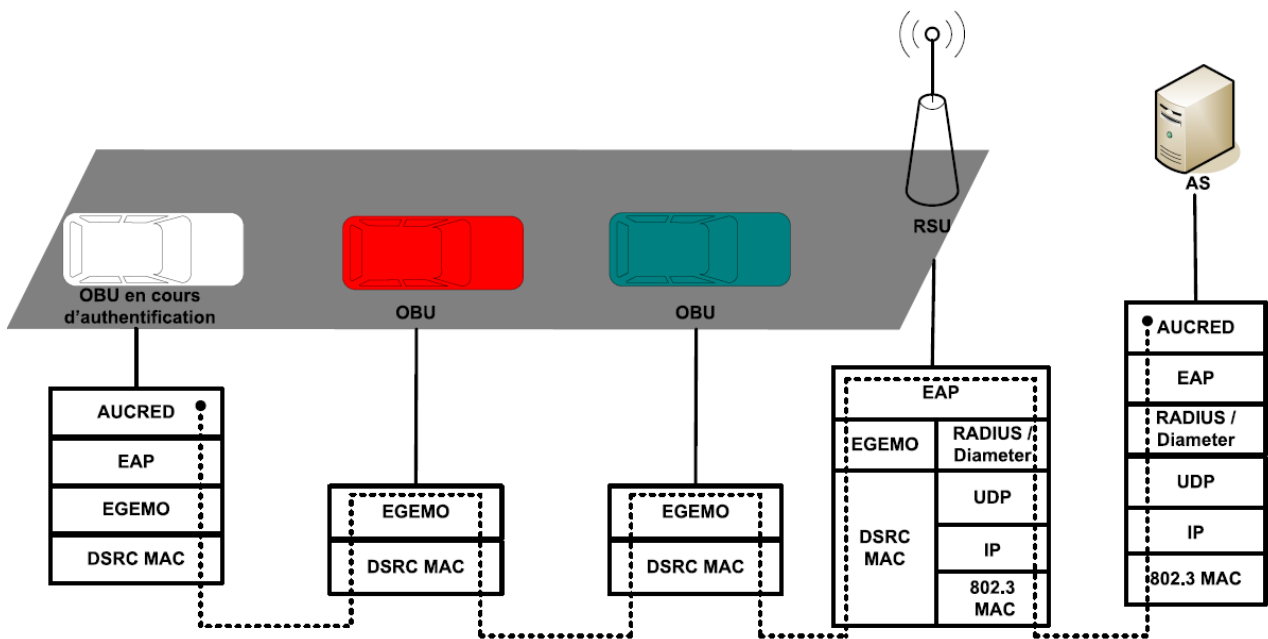 AS
RSU
OBU en cours
d’authentification
OBU
OBU
AUCRED
EAP
EGEMO
DSRC MAC
EGEMO
DSRC MAC
EGEMO
DSRC MAC
EAP
EGEMO
RADIUS /
Diameter
DSRC
MAC
UDP
IP
802.3
MAC
AUCRED
EAP
RADIUS /
Diameter
UDP
IP
802.3 MAC